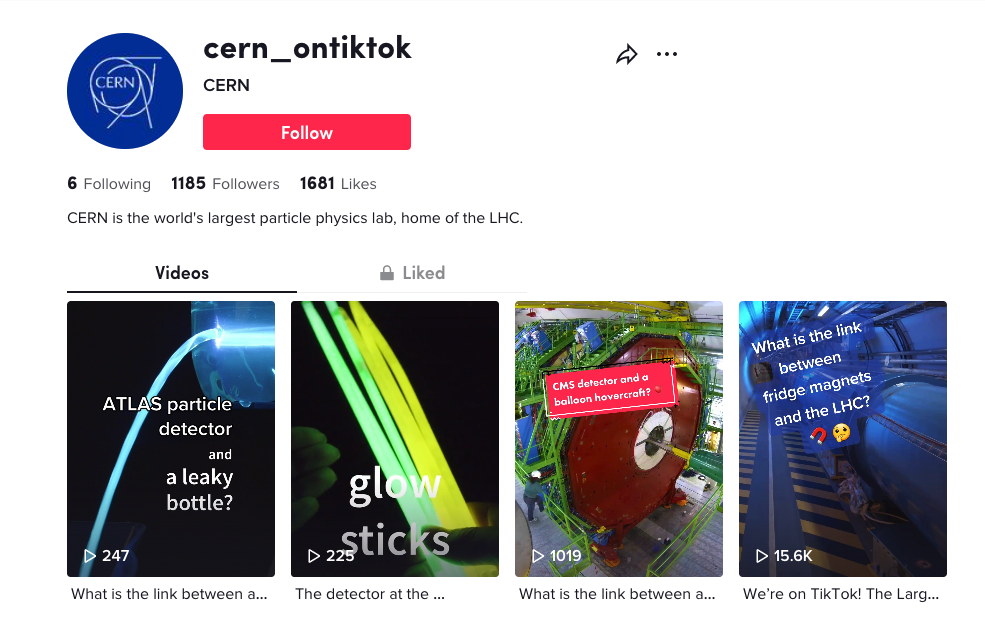 CERN
cern_ontiktok
CERN
Follow
6 Following 1185 Followers 1681 Likes
CERN is the world's largest particle physics lab, home of the LHC.
Videos
Liked
ATLAS particle
detector
and
a leaky
bottle?
247
What is the link between a...
glow
sticks
225
The detector at the ...
CMS detector and a
balloon hovercraft?
1019
What is the link between a...
What is the link
between
fridge magnets
and the LHC?
15.6K
We're on TikTok! The Larg...